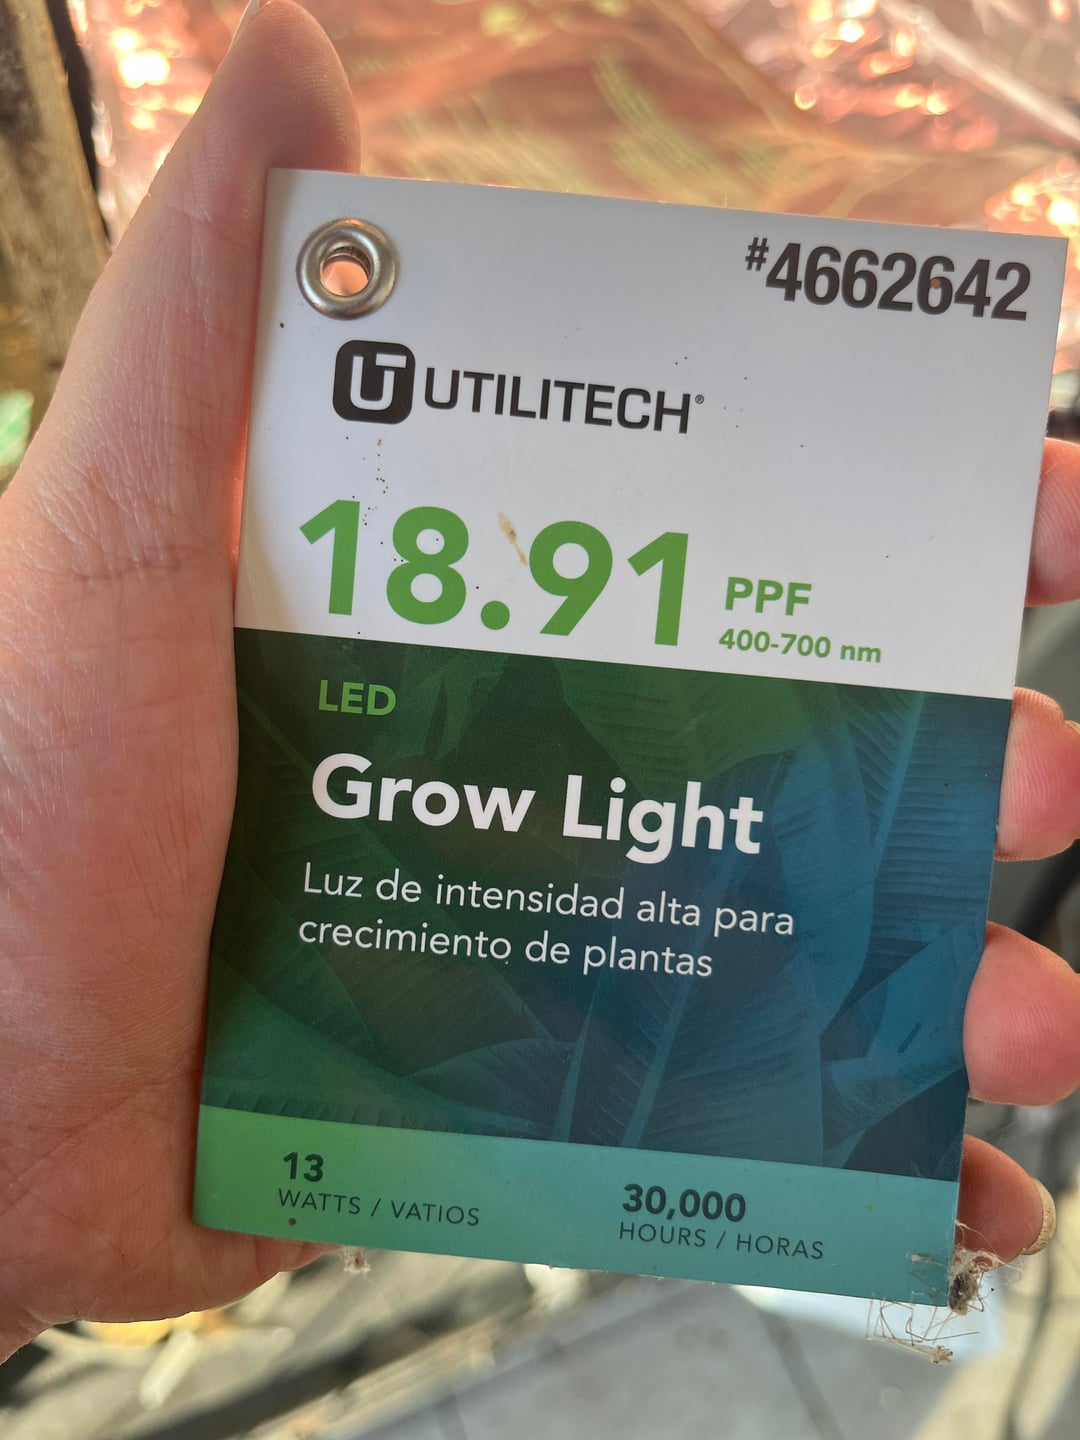 #4662642
UT UTILITECH®
18.91 PPF
400-700 nm
LED
Grow Light
Luz de intensidad alta para
crecimiento de plantas
13
WATTS / VATIOS
30,000
HOURS / HORAS